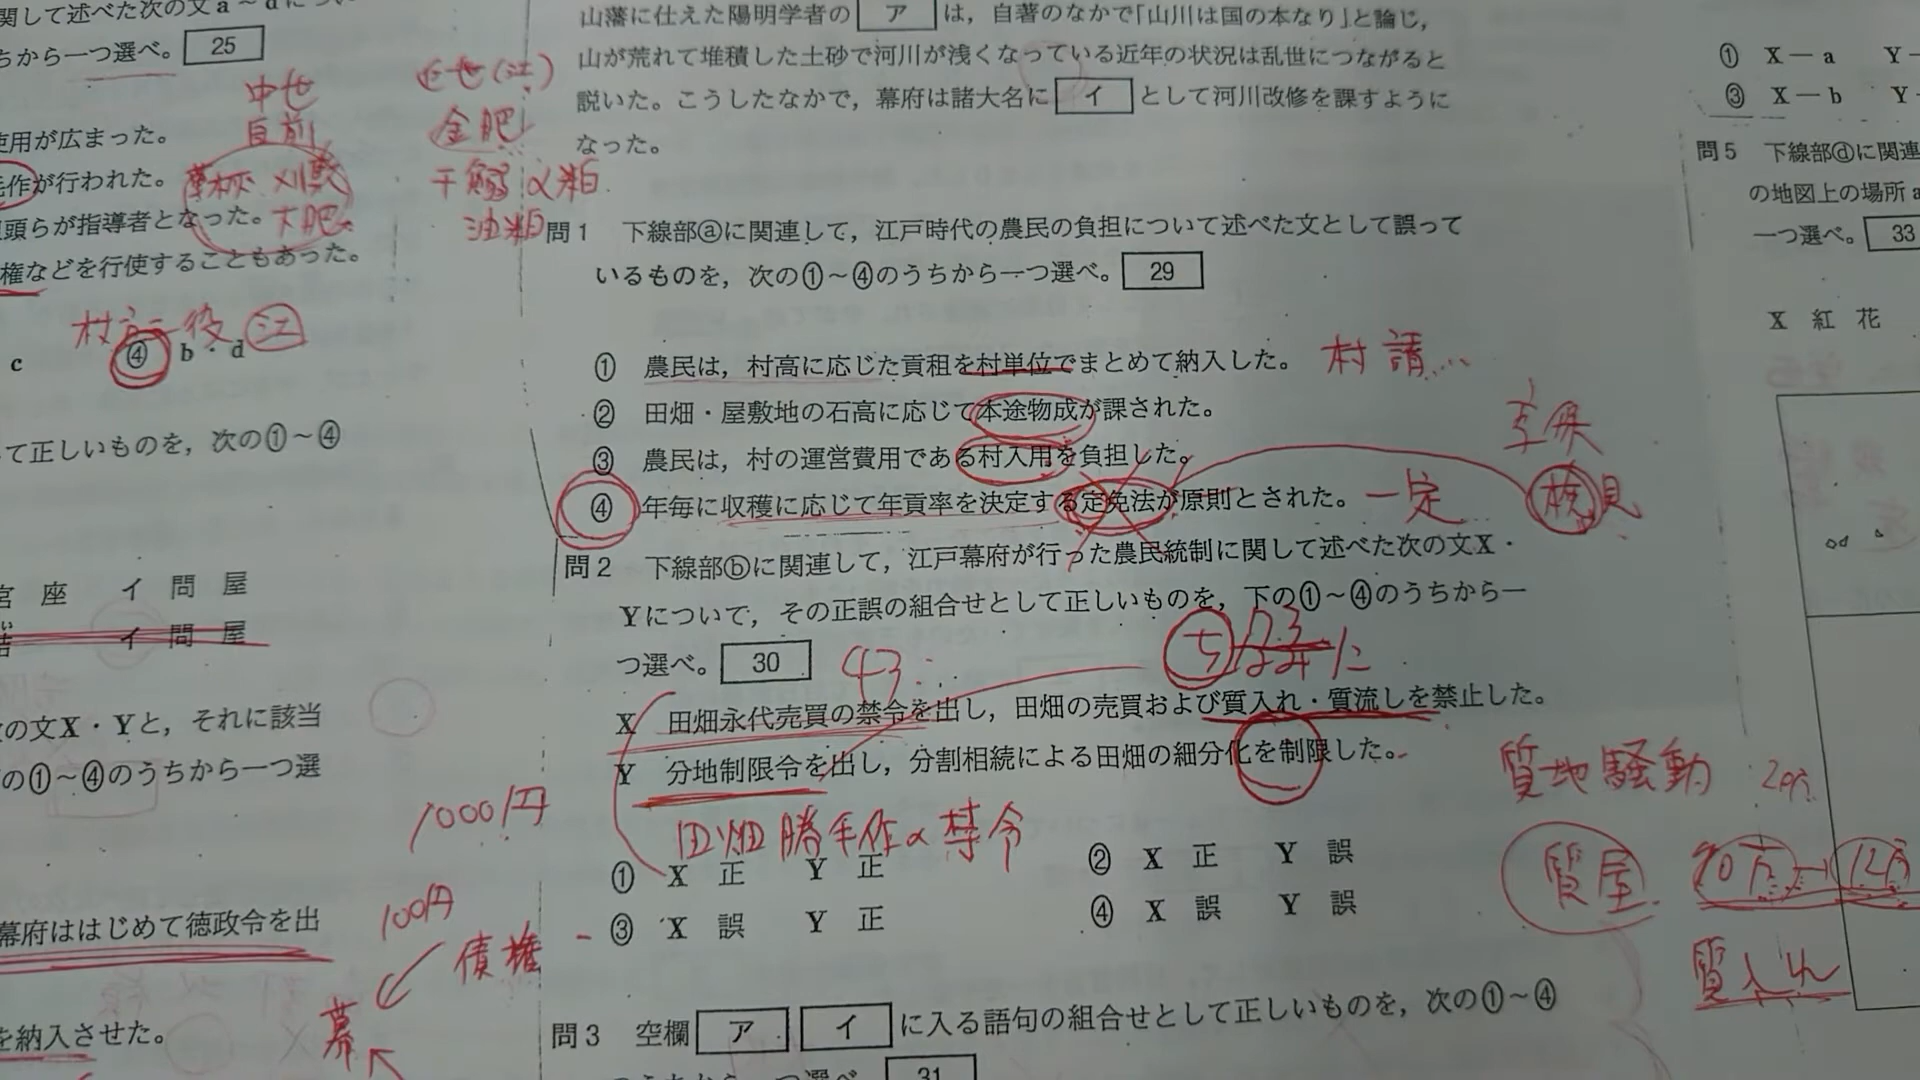 関して述べた次の文a～dに
ちから一つ選べ。 25
中世
自前
草木灰 刈敷
下肥
近世(江)
金肥
干鰯 〆粕
油粕
使用が広まった。
作が行われた。
頭らが指導者となった。
権などを行使することもあった。
村方三役 江
c ④ b・d
て正しいものを，次の①～④
宮座 イ 問屋
イ 問屋
の文X・Yと，それに該当
の①～④のうちから一つ選
1000円
100円
債権
幕府ははじめて徳政令を出
幕
を納入させた。
山藩に仕えた陽明学者の ア は，自著のなかで「山川は国の本なり」と論じ，
山が荒れて堆積した土砂で河川が浅くなっている近年の状況は乱世につながると
説いた。こうしたなかで，幕府は諸大名に イ として河川改修を課すように
なった。
問1 下線部ⓐに関連して，江戸時代の農民の負担について述べた文として誤って
いるものを，次の①～④のうちから一つ選べ。 29
① 農民は，村高に応じた貢租を村単位でまとめて納入した。 村請
② 田畑・屋敷地の石高に応じて本途物成が課された。
③ 農民は，村の運営費用である村入用を負担した。
④ 年毎に収穫に応じて年貢率を決定する定免法が原則とされた。 一定
検見
問2 下線部ⓑに関連して，江戸幕府が行った農民統制に関して述べた次の文X・
Yについて，その正誤の組合せとして正しいものを，下の①～④のうちから一
つ選べ。 30
43
X 田畑永代売買の禁令を出し，田畑の売買および質入れ・質流しを禁止した。
Y 分地制限令を出し，分割相続による田畑の細分化を制限した。
田畑勝手作の禁令
① X 正 Y 正
② X 正 Y 誤
③ X 誤 Y 正
④ X 誤 Y 誤
質地騒動
質屋
質入れ
問3 空欄 ア イ に入る語句の組合せとして正しいものを，次の①～④
31
① X－a Y－
③ X－b Y－
問5 下線部ⓓに関連
の地図上の場所a
一つ選べ。 33
X 紅花